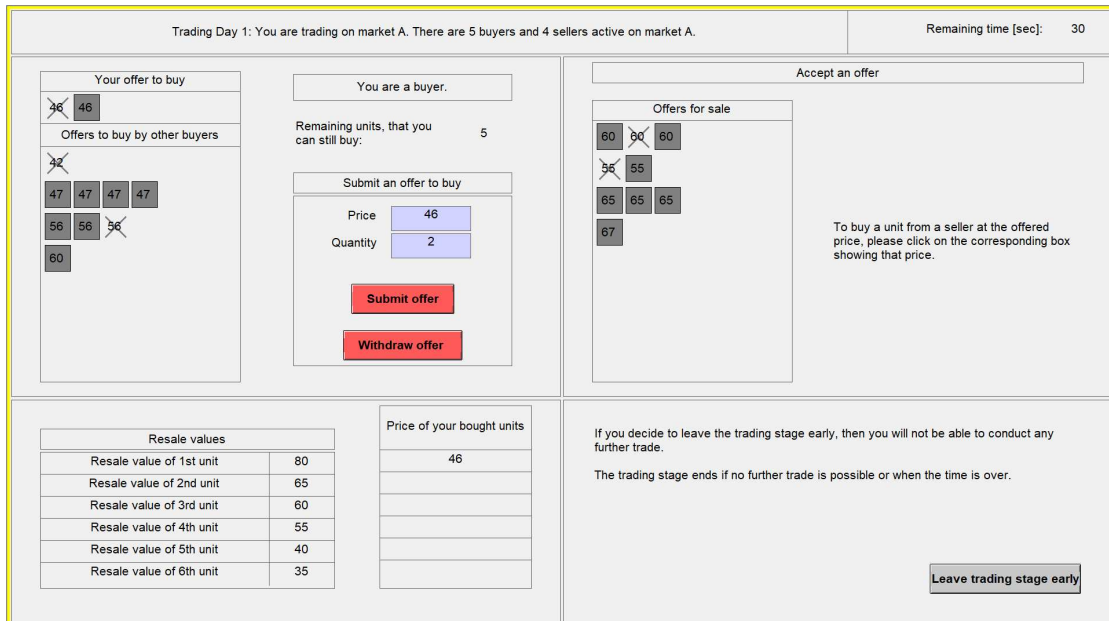 Trading Day 1: You are trading on market A. There are 5 buyers and 4 sellers active on market A.
Remaining time [sec]: 30
Your offer to buy
46 46
Offers to buy by other buyers
42
47 47 47 47
56 56 56
60
You are a buyer.
Remaining units, that you
can still buy:
5
Submit an offer to buy
Price 46
Quantity 2
Submit offer
Withdraw offer
Accept an offer
Offers for sale
60 60 60
55 55
65 65 65
67
To buy a unit from a seller at the offered
price, please click on the corresponding box
showing that price.
Resale values
Resale value of 1st unit 80
Resale value of 2nd unit 65
Resale value of 3rd unit 60
Resale value of 4th unit 55
Resale value of 5th unit 40
Resale value of 6th unit 35
Price of your bought units
46
If you decide to leave the trading stage early, then you will not be able to conduct any
further trade.
The trading stage ends if no further trade is possible or when the time is over.
Leave trading stage early